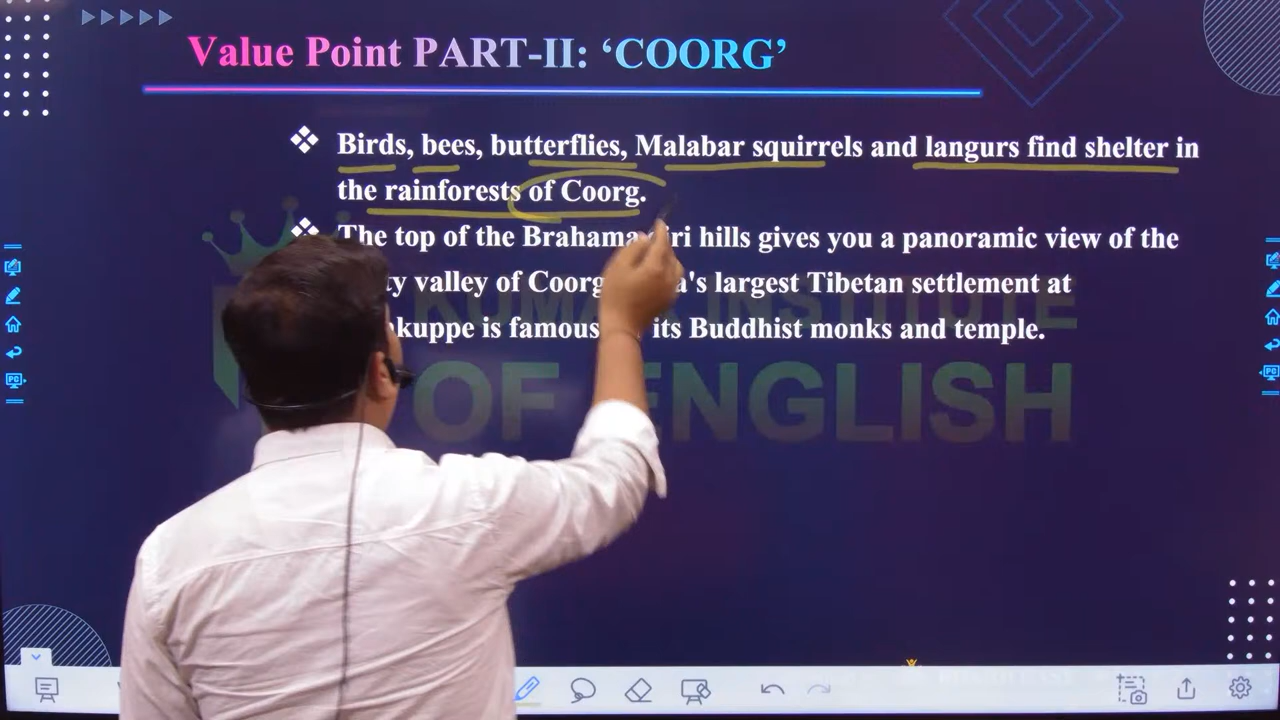 Value Point PART-II: ‘COORG’
❖ Birds, bees, butterflies, Malabar squirrels and langurs find shelter in
the rainforests of Coorg.
The top of the Brahama hills gives you a panoramic view of the
valley of Coorg largest Tibetan settlement at
is famous its Buddhist monks and temple.
INSTITUTE
OF ENGLISH